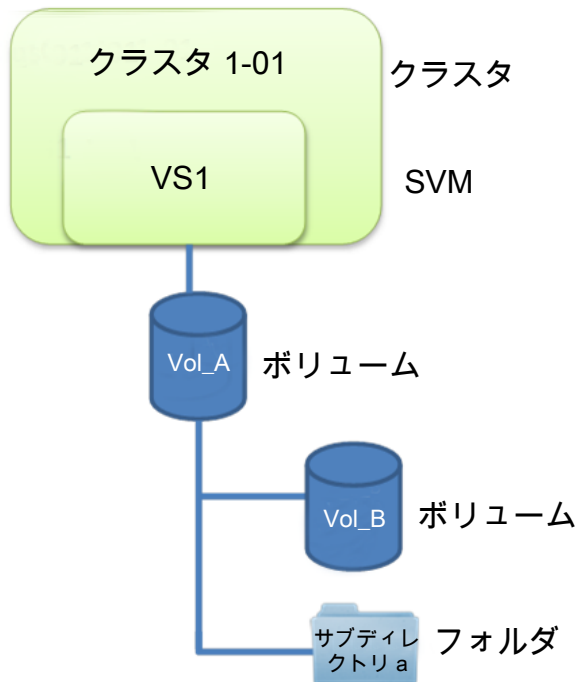 クラスタ 1-01
クラスタ
VS1
SVM
Vol_A
ボリューム
Vol_B
ボリューム
サブディレ
クトリ a
フォルダ